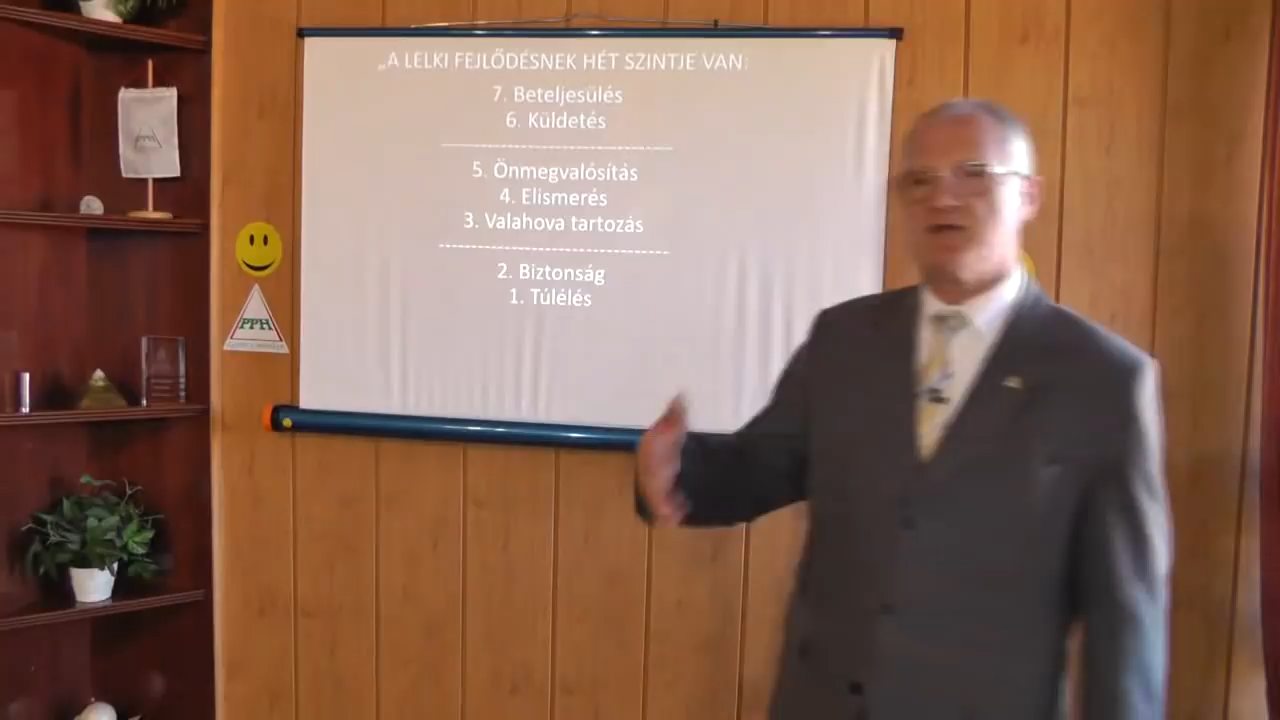 „A LELKI FEJLŐDÉSNEK HÉT SZINTJE VAN:
7. Beteljesülés
6. Küldetés
5. Önmegvalósítás
4. Elismerés
3. Valahova tartozás
2. Biztonság
1. Túlélés
PPH